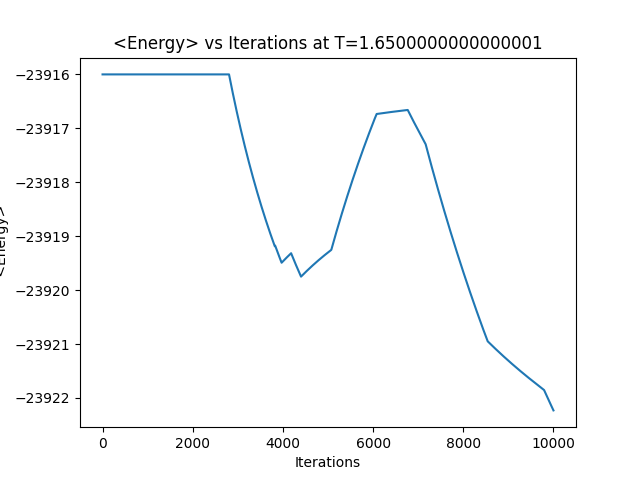 <Energy> vs Iterations at T=1.6500000000000001
−23916
−23917
−23918
−23919
−23920
−23921
−23922
<Energy>
0 2000 4000 6000 8000 10000
Iterations